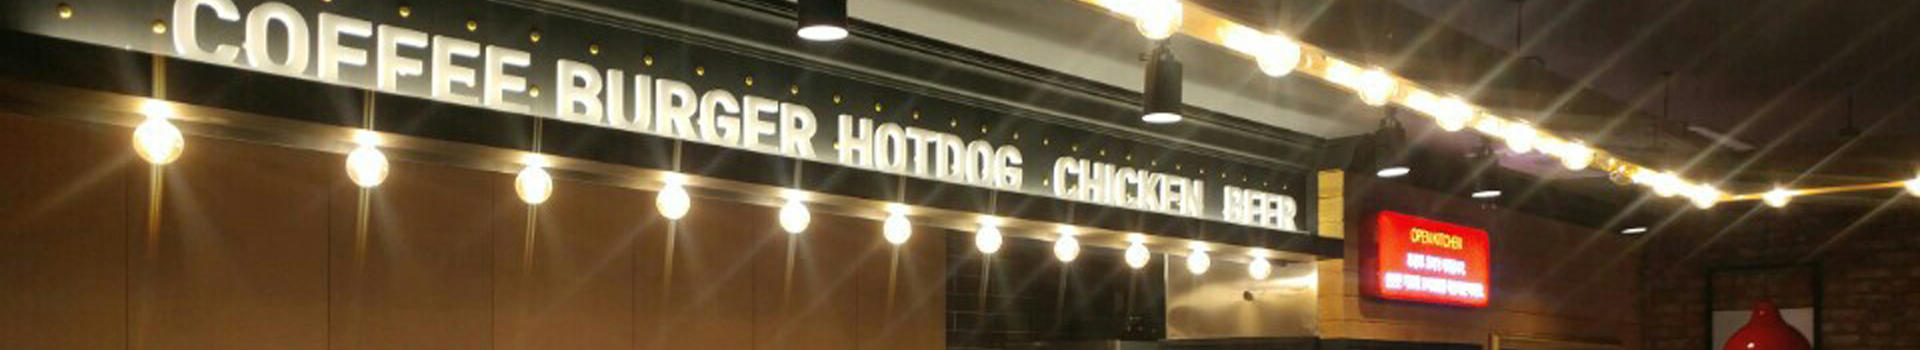 COFFEE BURGER HOTDOG CHICKEN BEER
OPEN KITCHEN